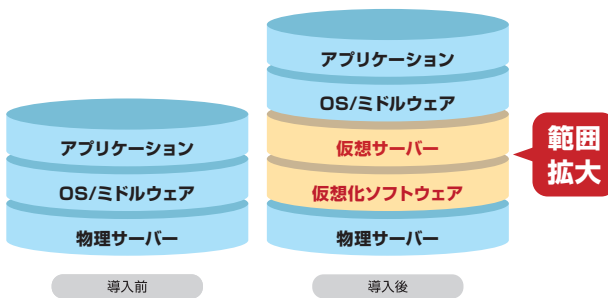 アプリケーション
OS/ミドルウェア
物理サーバー
導入前
アプリケーション
OS/ミドルウェア
仮想サーバー
仮想化ソフトウェア
物理サーバー
導入後
範囲
拡大